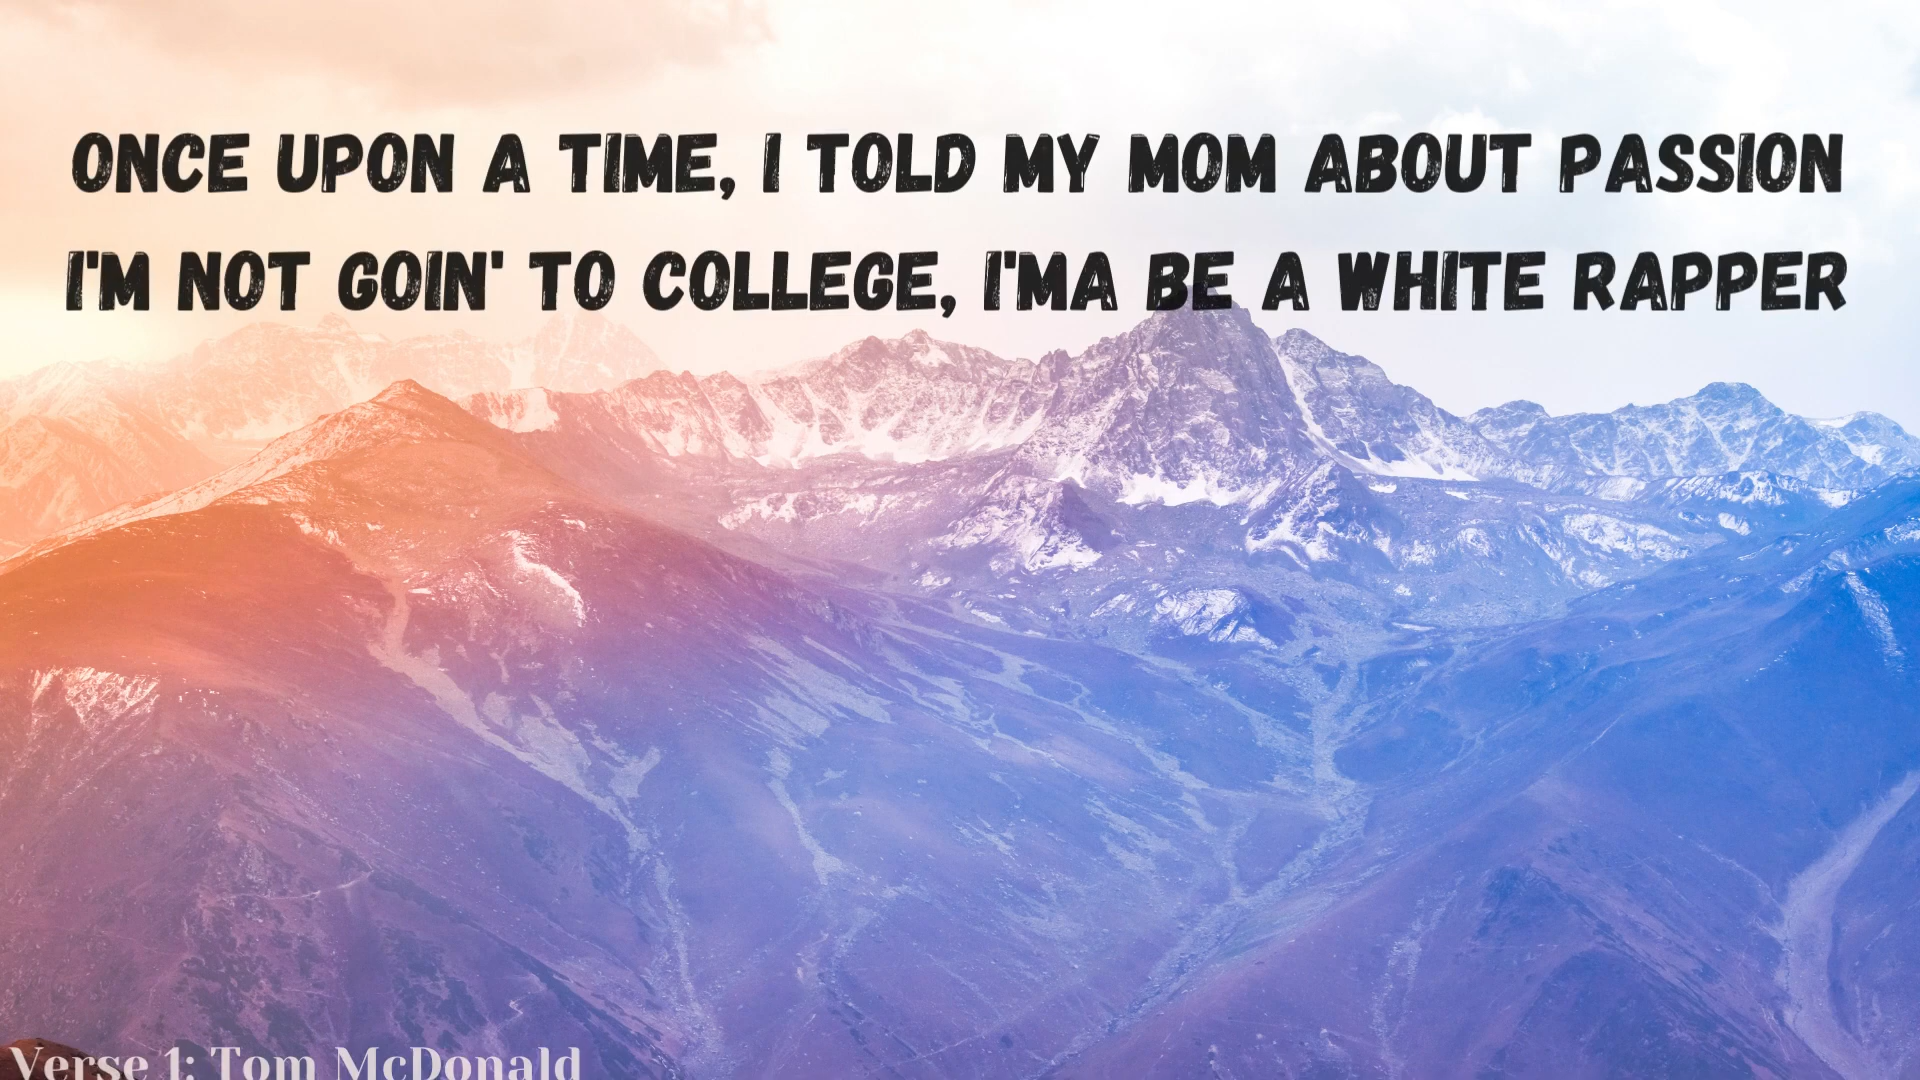 ONCE UPON A TIME, I TOLD MY MOM ABOUT PASSION
I'M NOT GOIN' TO COLLEGE, I'MA BE A WHITE RAPPER
Verse 1: Tom McDonald